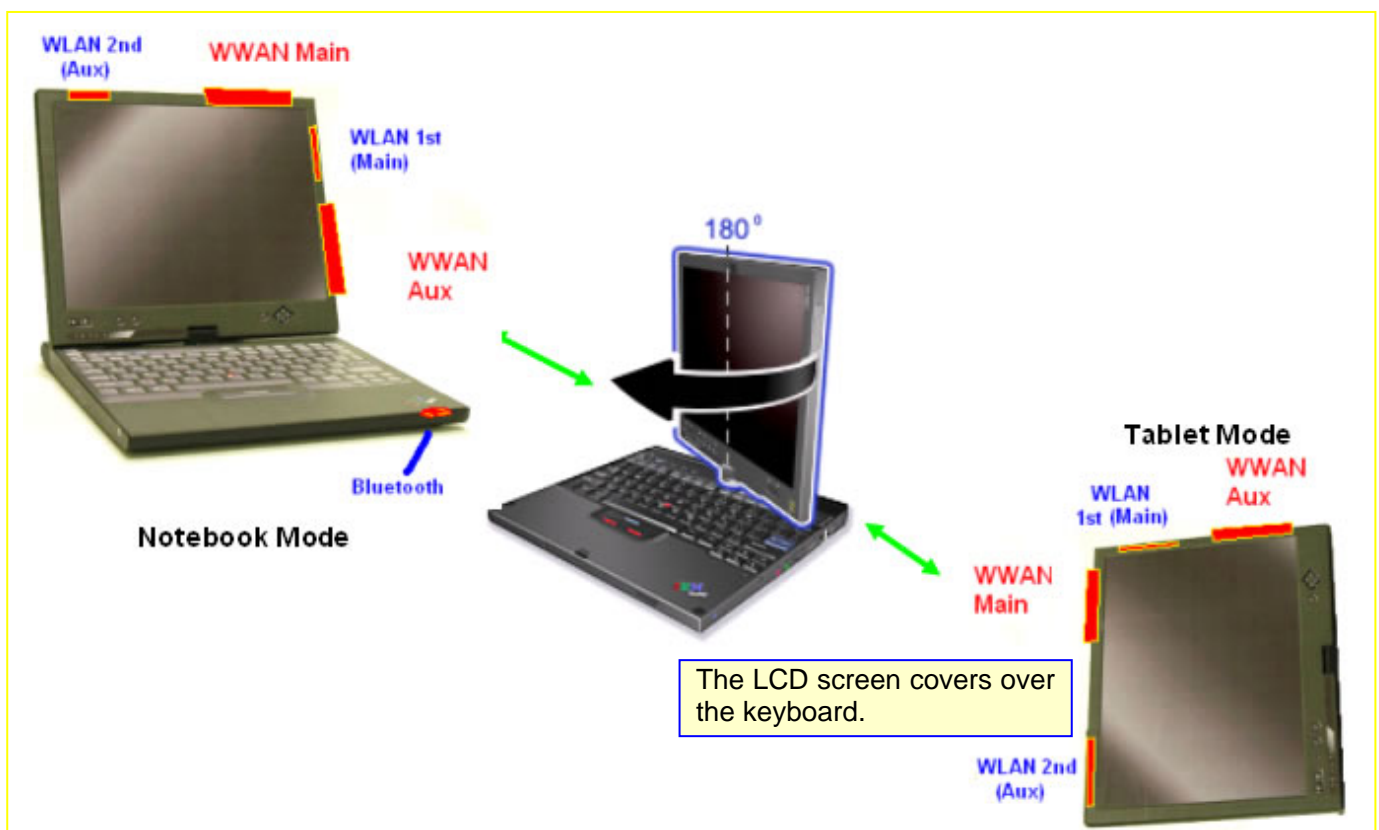 WLAN 2nd
(Aux)
WWAN Main
WLAN 1st
(Main)
WWAN
Aux
Bluetooth
Notebook Mode
180°
Tablet Mode
WWAN
Aux
WLAN
1st (Main)
WWAN
Main
The LCD screen covers over
the keyboard.
WLAN 2nd
(Aux)